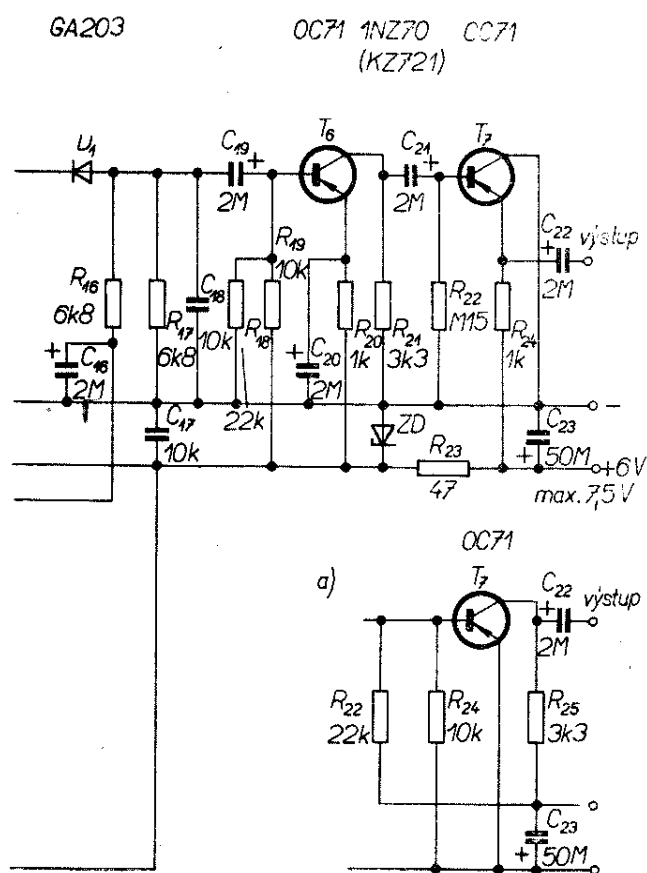 GA203 OC71 1NZ70 OC71
(KZ721)
U1 C19 + T6 C21 + T7
2M 2M
C22
+ výstup
2M
R16
6k8
R17
6k8
C18
10k
R19
10k
R18
22k
C20
+
2M
R20
1k
R21
3k3
R22
M15
R24
1k
C16
+
2M
C17
10k
ZD
R23
47
C23
+
50M
−
+6V
max. 7,5V
OC71
a) T7 C22
+ výstup
2M
R22
22k
R24
10k
R25
3k3
−
C23
+
50M